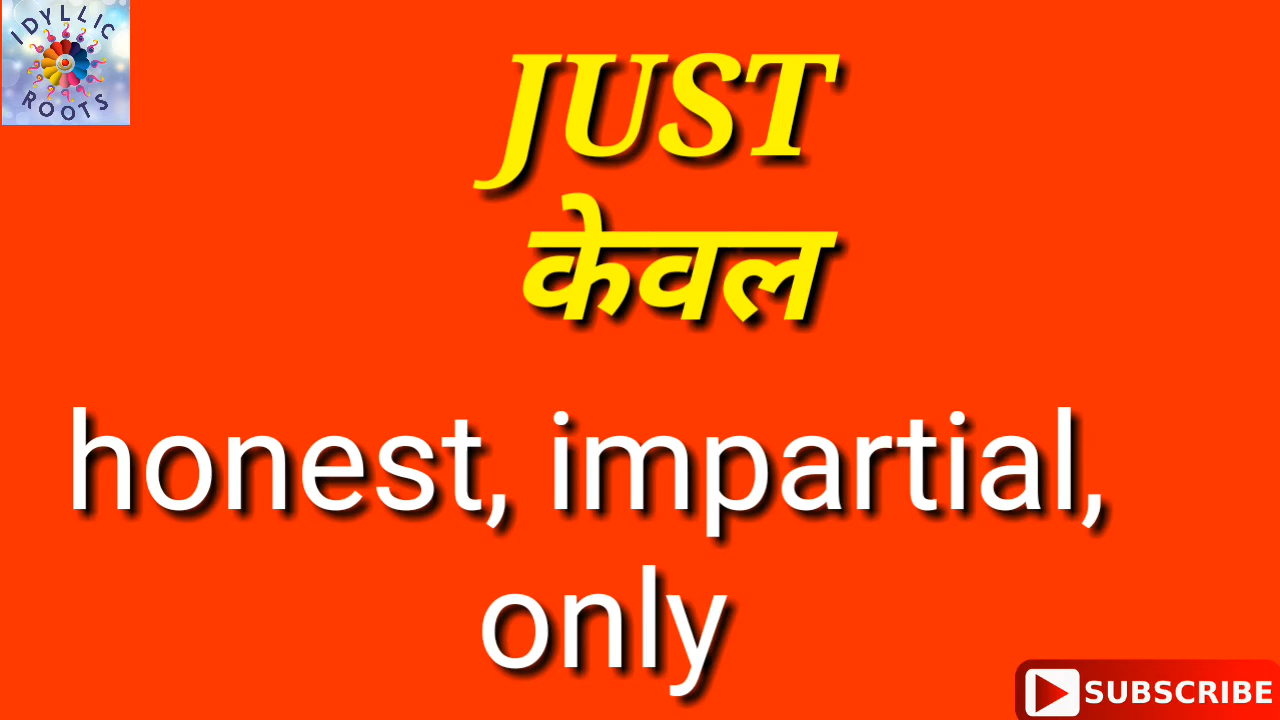 IDYLLIC
ROOTS
JUST
केवल
honest, impartial,
only
SUBSCRIBE